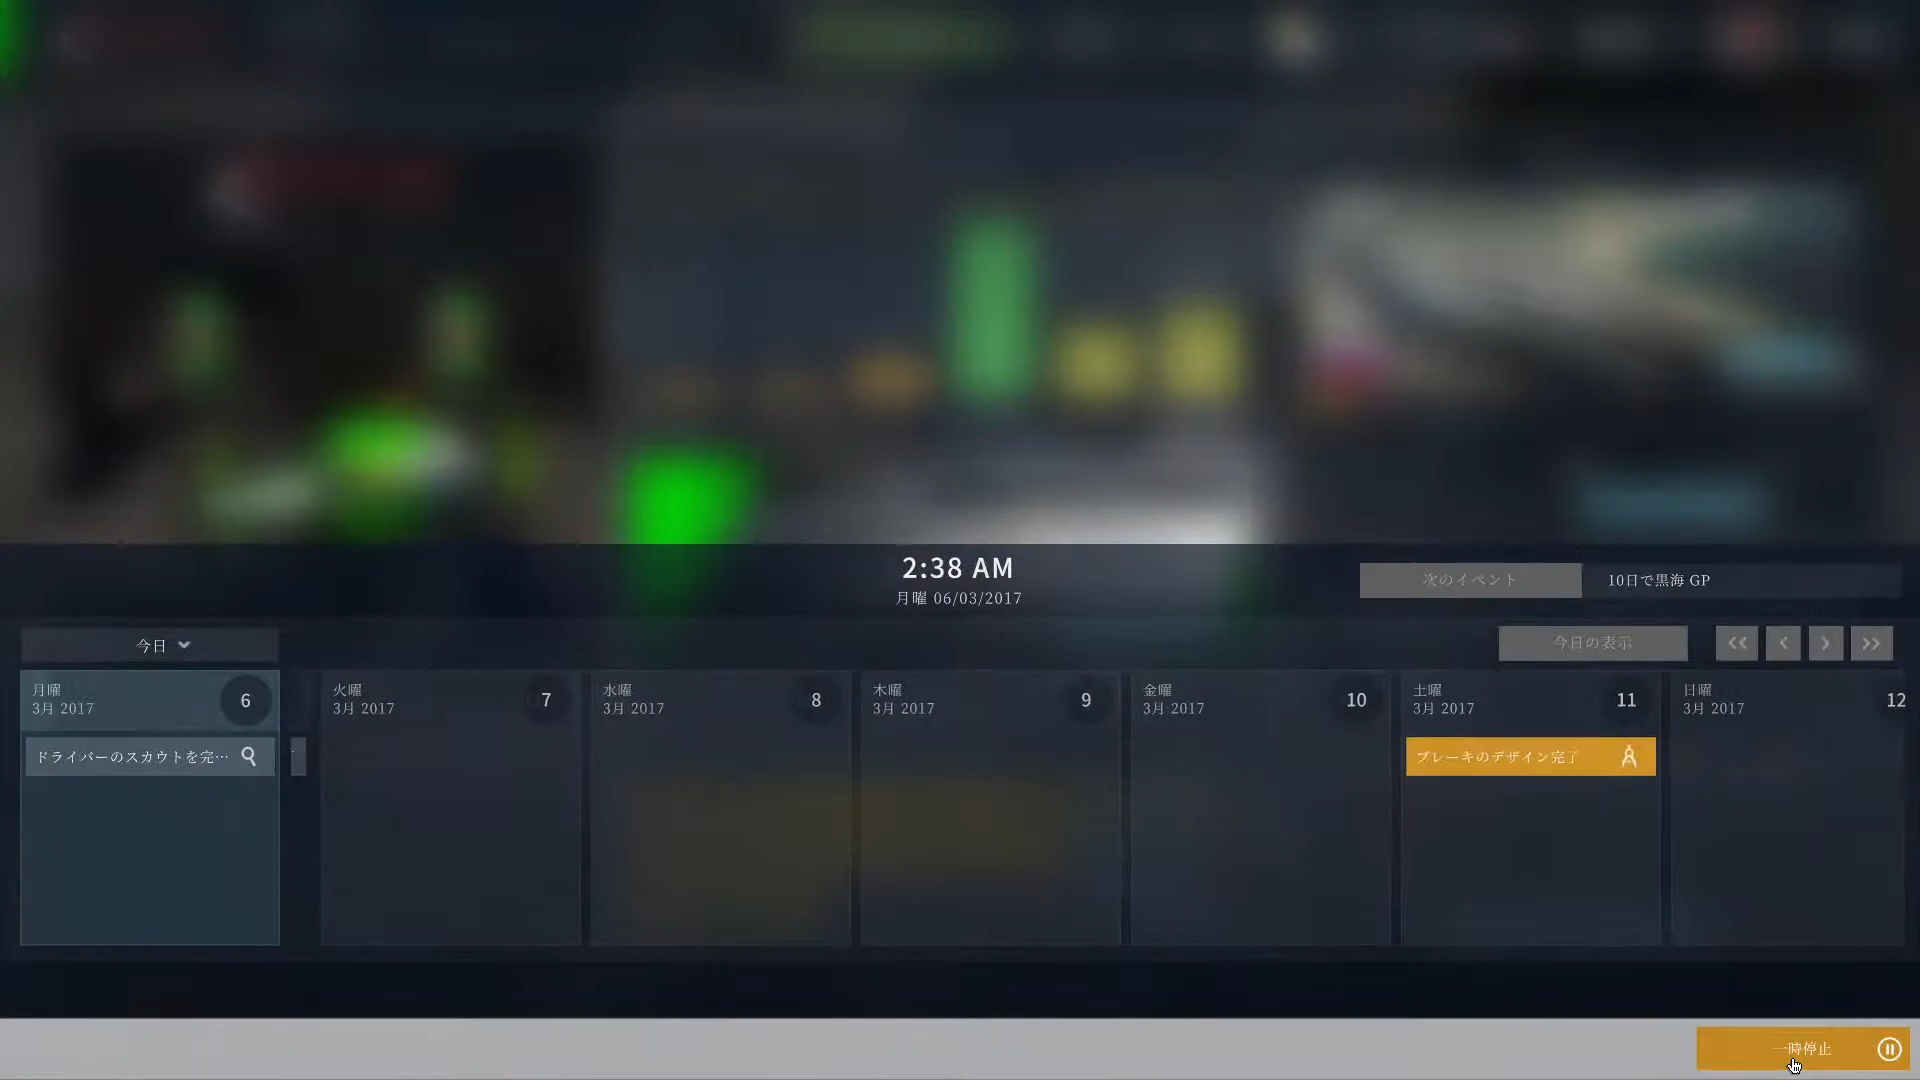 2:38 AM
月曜 06/03/2017
次のイベント
10日で黒海 GP
今日
今日の表示
月曜
3月 2017
6
火曜
3月 2017
7
水曜
3月 2017
8
木曜
3月 2017
9
金曜
3月 2017
10
土曜
3月 2017
11
日曜
3月 2017
12
ドライバーのスカウトを完…
ブレーキのデザイン完了
一時停止